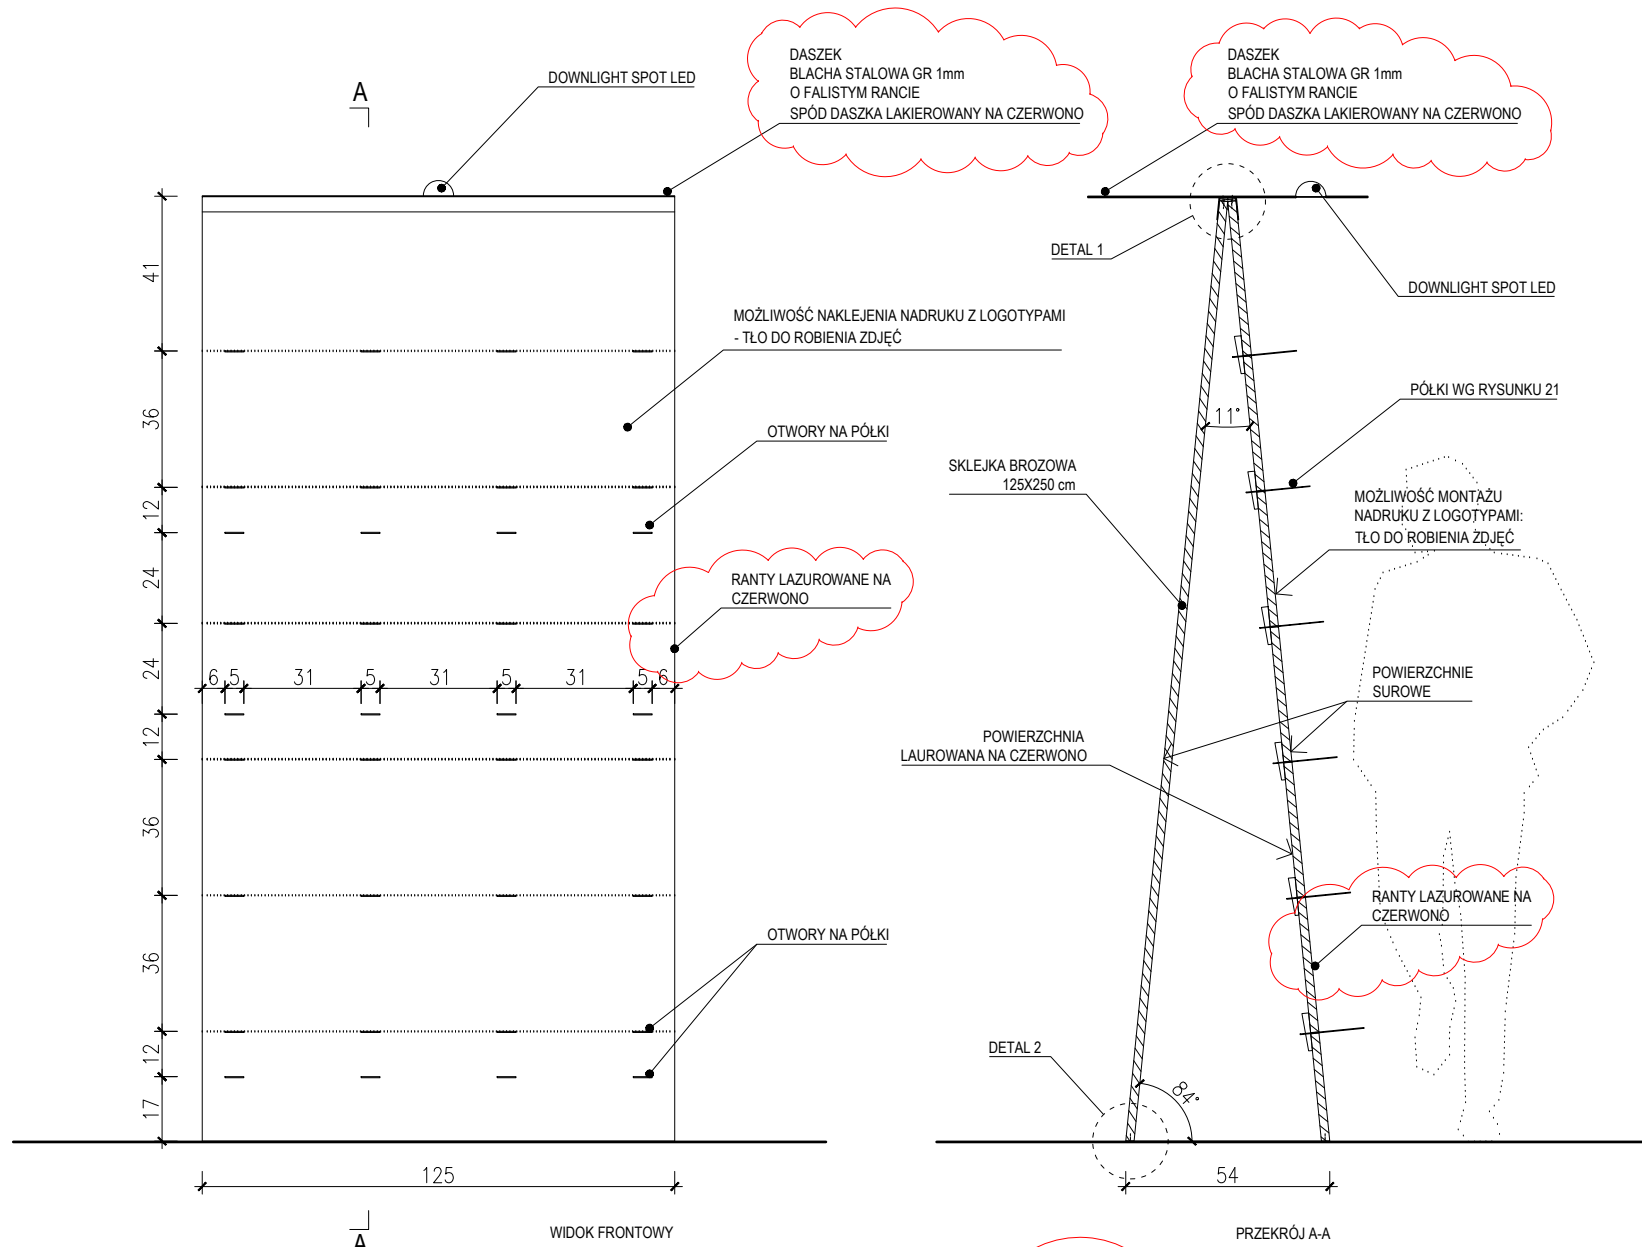 DASZEK
BLACHA STALOWA GR 1mm
O FALISTYM RANCIE
SPÓD DASZKA LAKIEROWANY NA CZERWONO
DASZEK
BLACHA STALOWA GR 1mm
O FALISTYM RANCIE
SPÓD DASZKA LAKIEROWANY NA CZERWONO
DOWNLIGHT SPOT LED
A
DETAL 1
DOWNLIGHT SPOT LED
41
MOŻLIWOŚĆ NAKLEJENIA NADRUKU Z LOGOTYPAMI
- TŁO DO ROBIENIA ZDJĘĆ
36
11°
PÓŁKI WG RYSUNKU 21
OTWORY NA PÓŁKI
SKLEJKA BROZOWA
125X250 cm
12
MOŻLIWOŚĆ MONTAŻU
NADRUKU Z LOGOTYPAMI:
TŁO DO ROBIENIA ZDJĘĆ
24
RANTY LAZUROWANE NA
CZERWONO
24
6 5 31 5 31 5 31 5 6
POWIERZCHNIE
SUROWE
12
POWIERZCHNIA
LAUROWANA NA CZERWONO
36
RANTY LAZUROWANE NA
CZERWONO
36
OTWORY NA PÓŁKI
12
DETAL 2
84°
17
125
54
A
WIDOK FRONTOWY
PRZEKRÓJ A-A